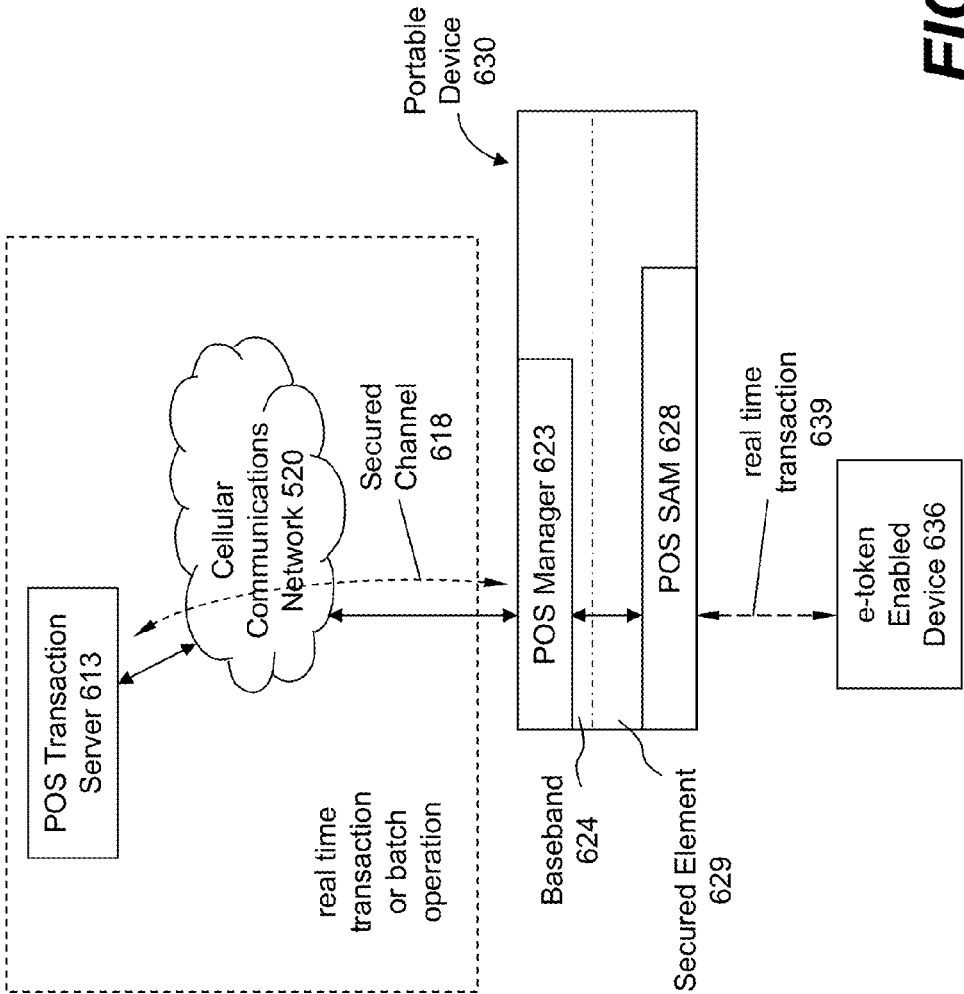 POS Transaction
Server 613
Cellular
Communications
Network 520
Secured
Channel
618
real time
transaction
or batch
operation
Portable
Device
630
POS Manager 623
Baseband
624
POS SAM 628
Secured Element
629
real time
transaction
639
e-token
Enabled
Device 636